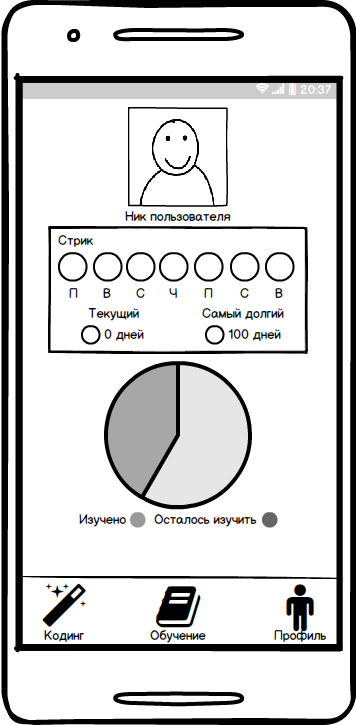 20:37
Ник пользователя
Стрик
П В С Ч П С В
Текущий Самый долгий
0 дней 100 дней
Изучено Осталось изучить
Кодинг Обучение Профиль